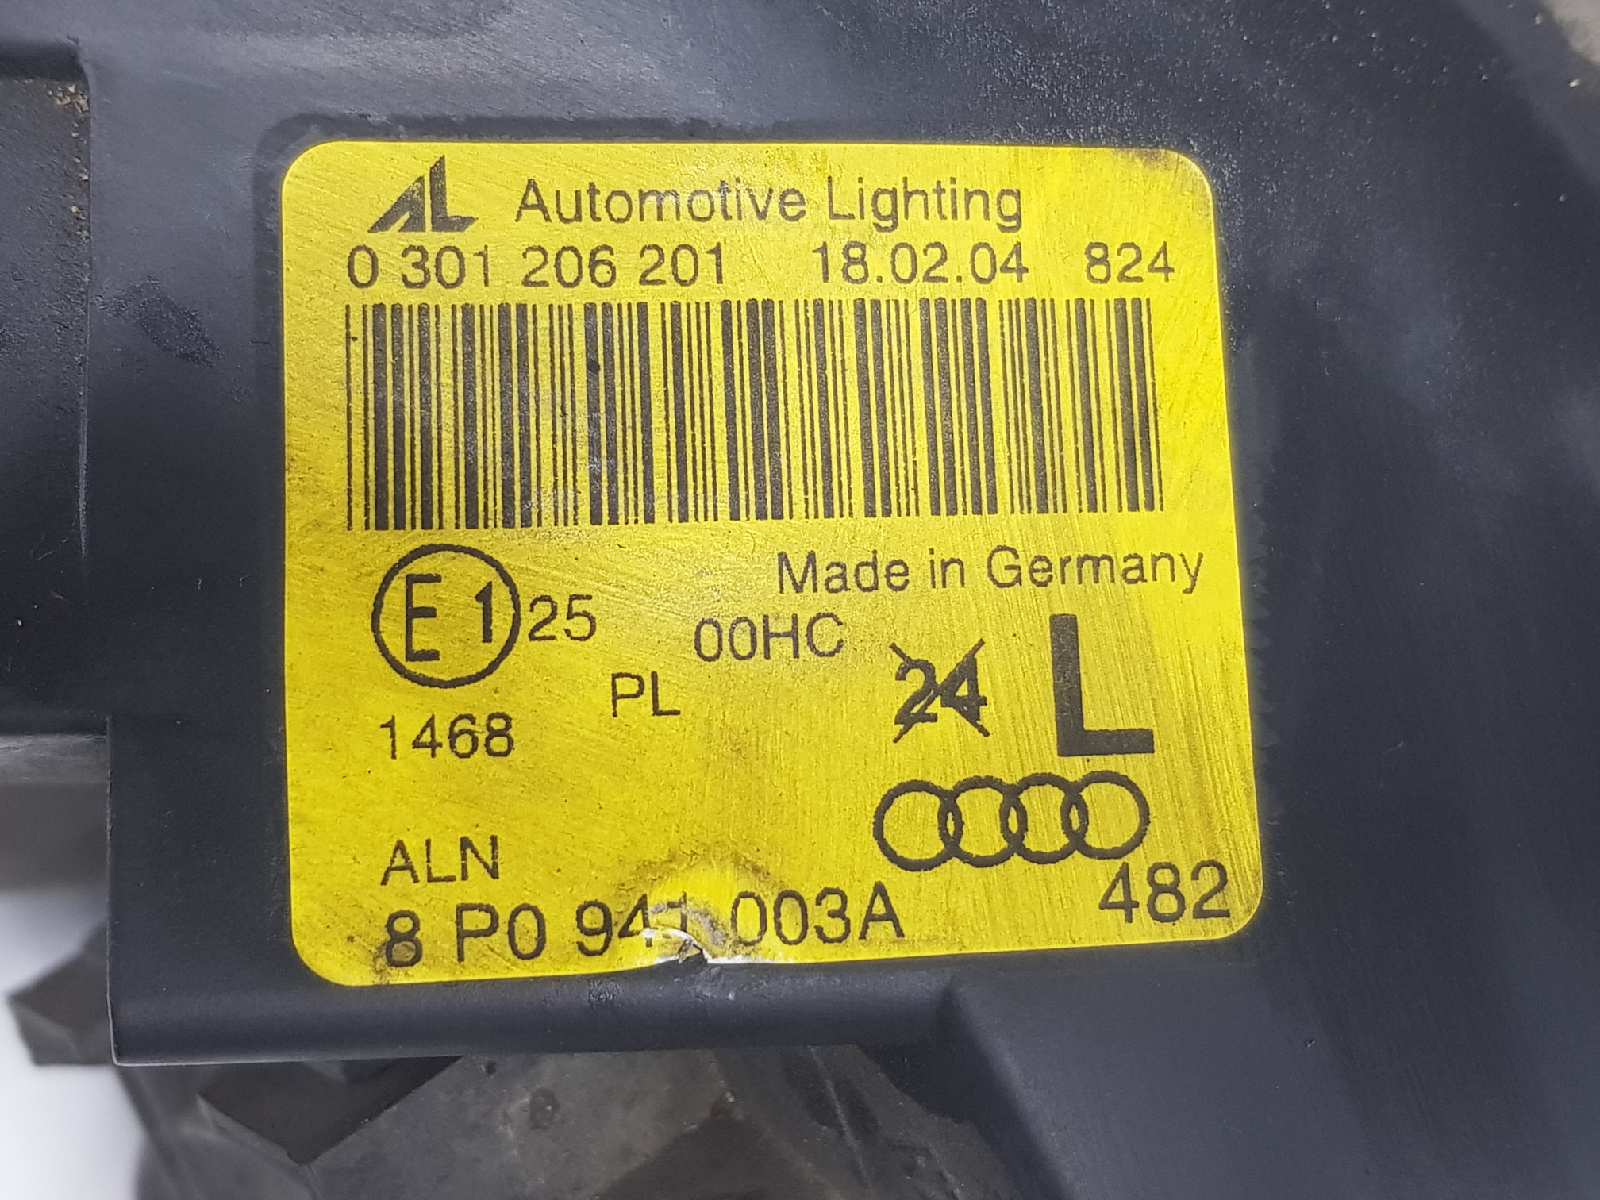 AL Automotive Lighting
0 301 206 201 18.02.04 824
Made in Germany
E1 25 00HC 24 L
PL
1468
ALN
8 P0 941 003A 482